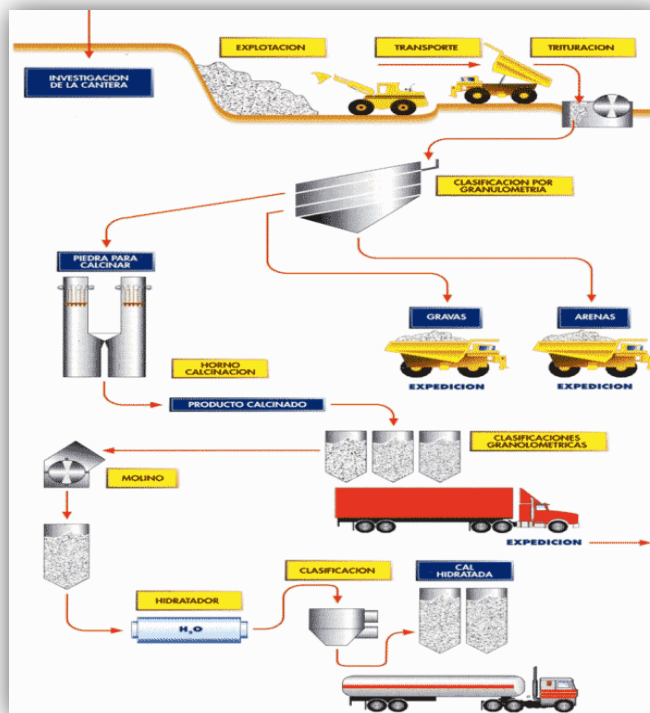 EXPLOTACION
TRANSPORTE
TRITURACION
INVESTIGACION
DE LA CANTERA
CLASIFICACION POR
GRANULOMETRIA
PIEDRA PARA
CALCINAR
GRAVAS
ARENAS
EXPEDICION
EXPEDICION
HORNO
CALCINACION
PRODUCTO CALCINADO
CLASIFICACIONES
GRANOLOMETRICAS
MOLINO
EXPEDICION
CLASIFICACION
CAL
HIDRATADA
HIDRATADOR
H₂O